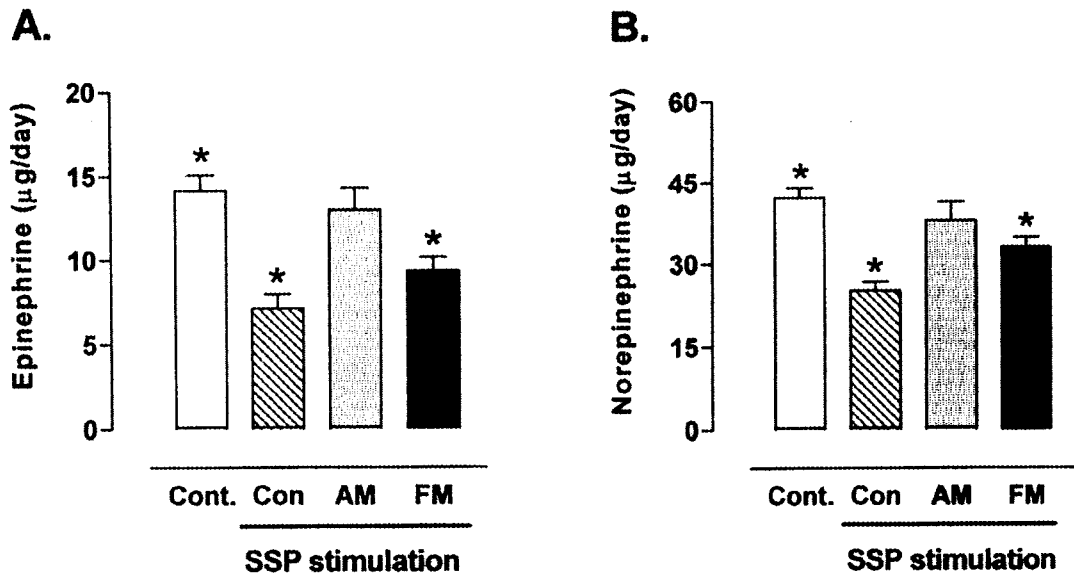 A.
Epinephrine (µg/day)
20
15
10
5
0
*
*
*
Cont. Con AM FM
SSP stimulation
B.
Norepinephrine (µg/day)
60
45
30
15
0
*
*
*
Cont. Con AM FM
SSP stimulation